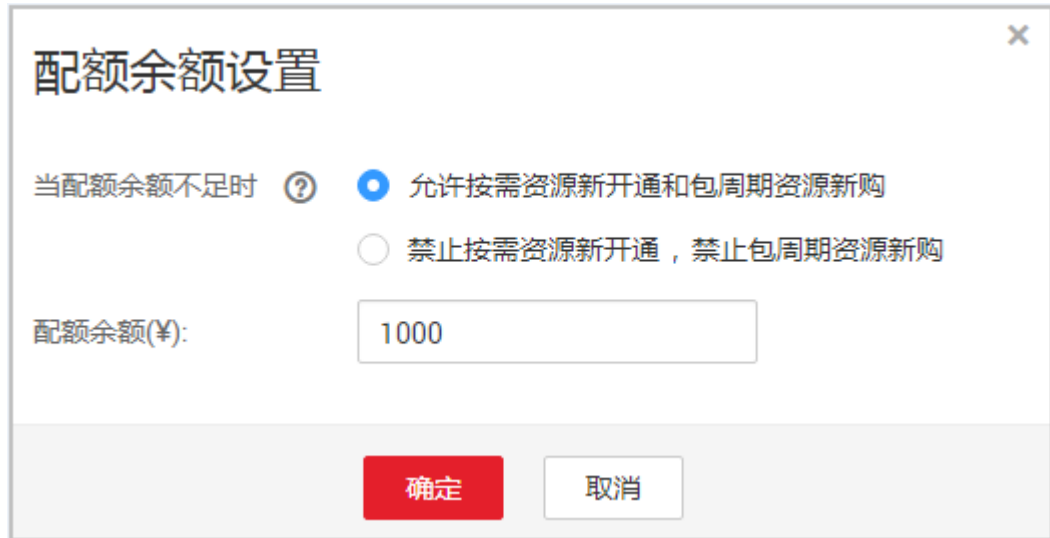 配额余额设置
当配额余额不足时 ? 允许按需资源新开通和包周期资源新购
禁止按需资源新开通，禁止包周期资源新购
配额余额(¥): 1000
确定 取消